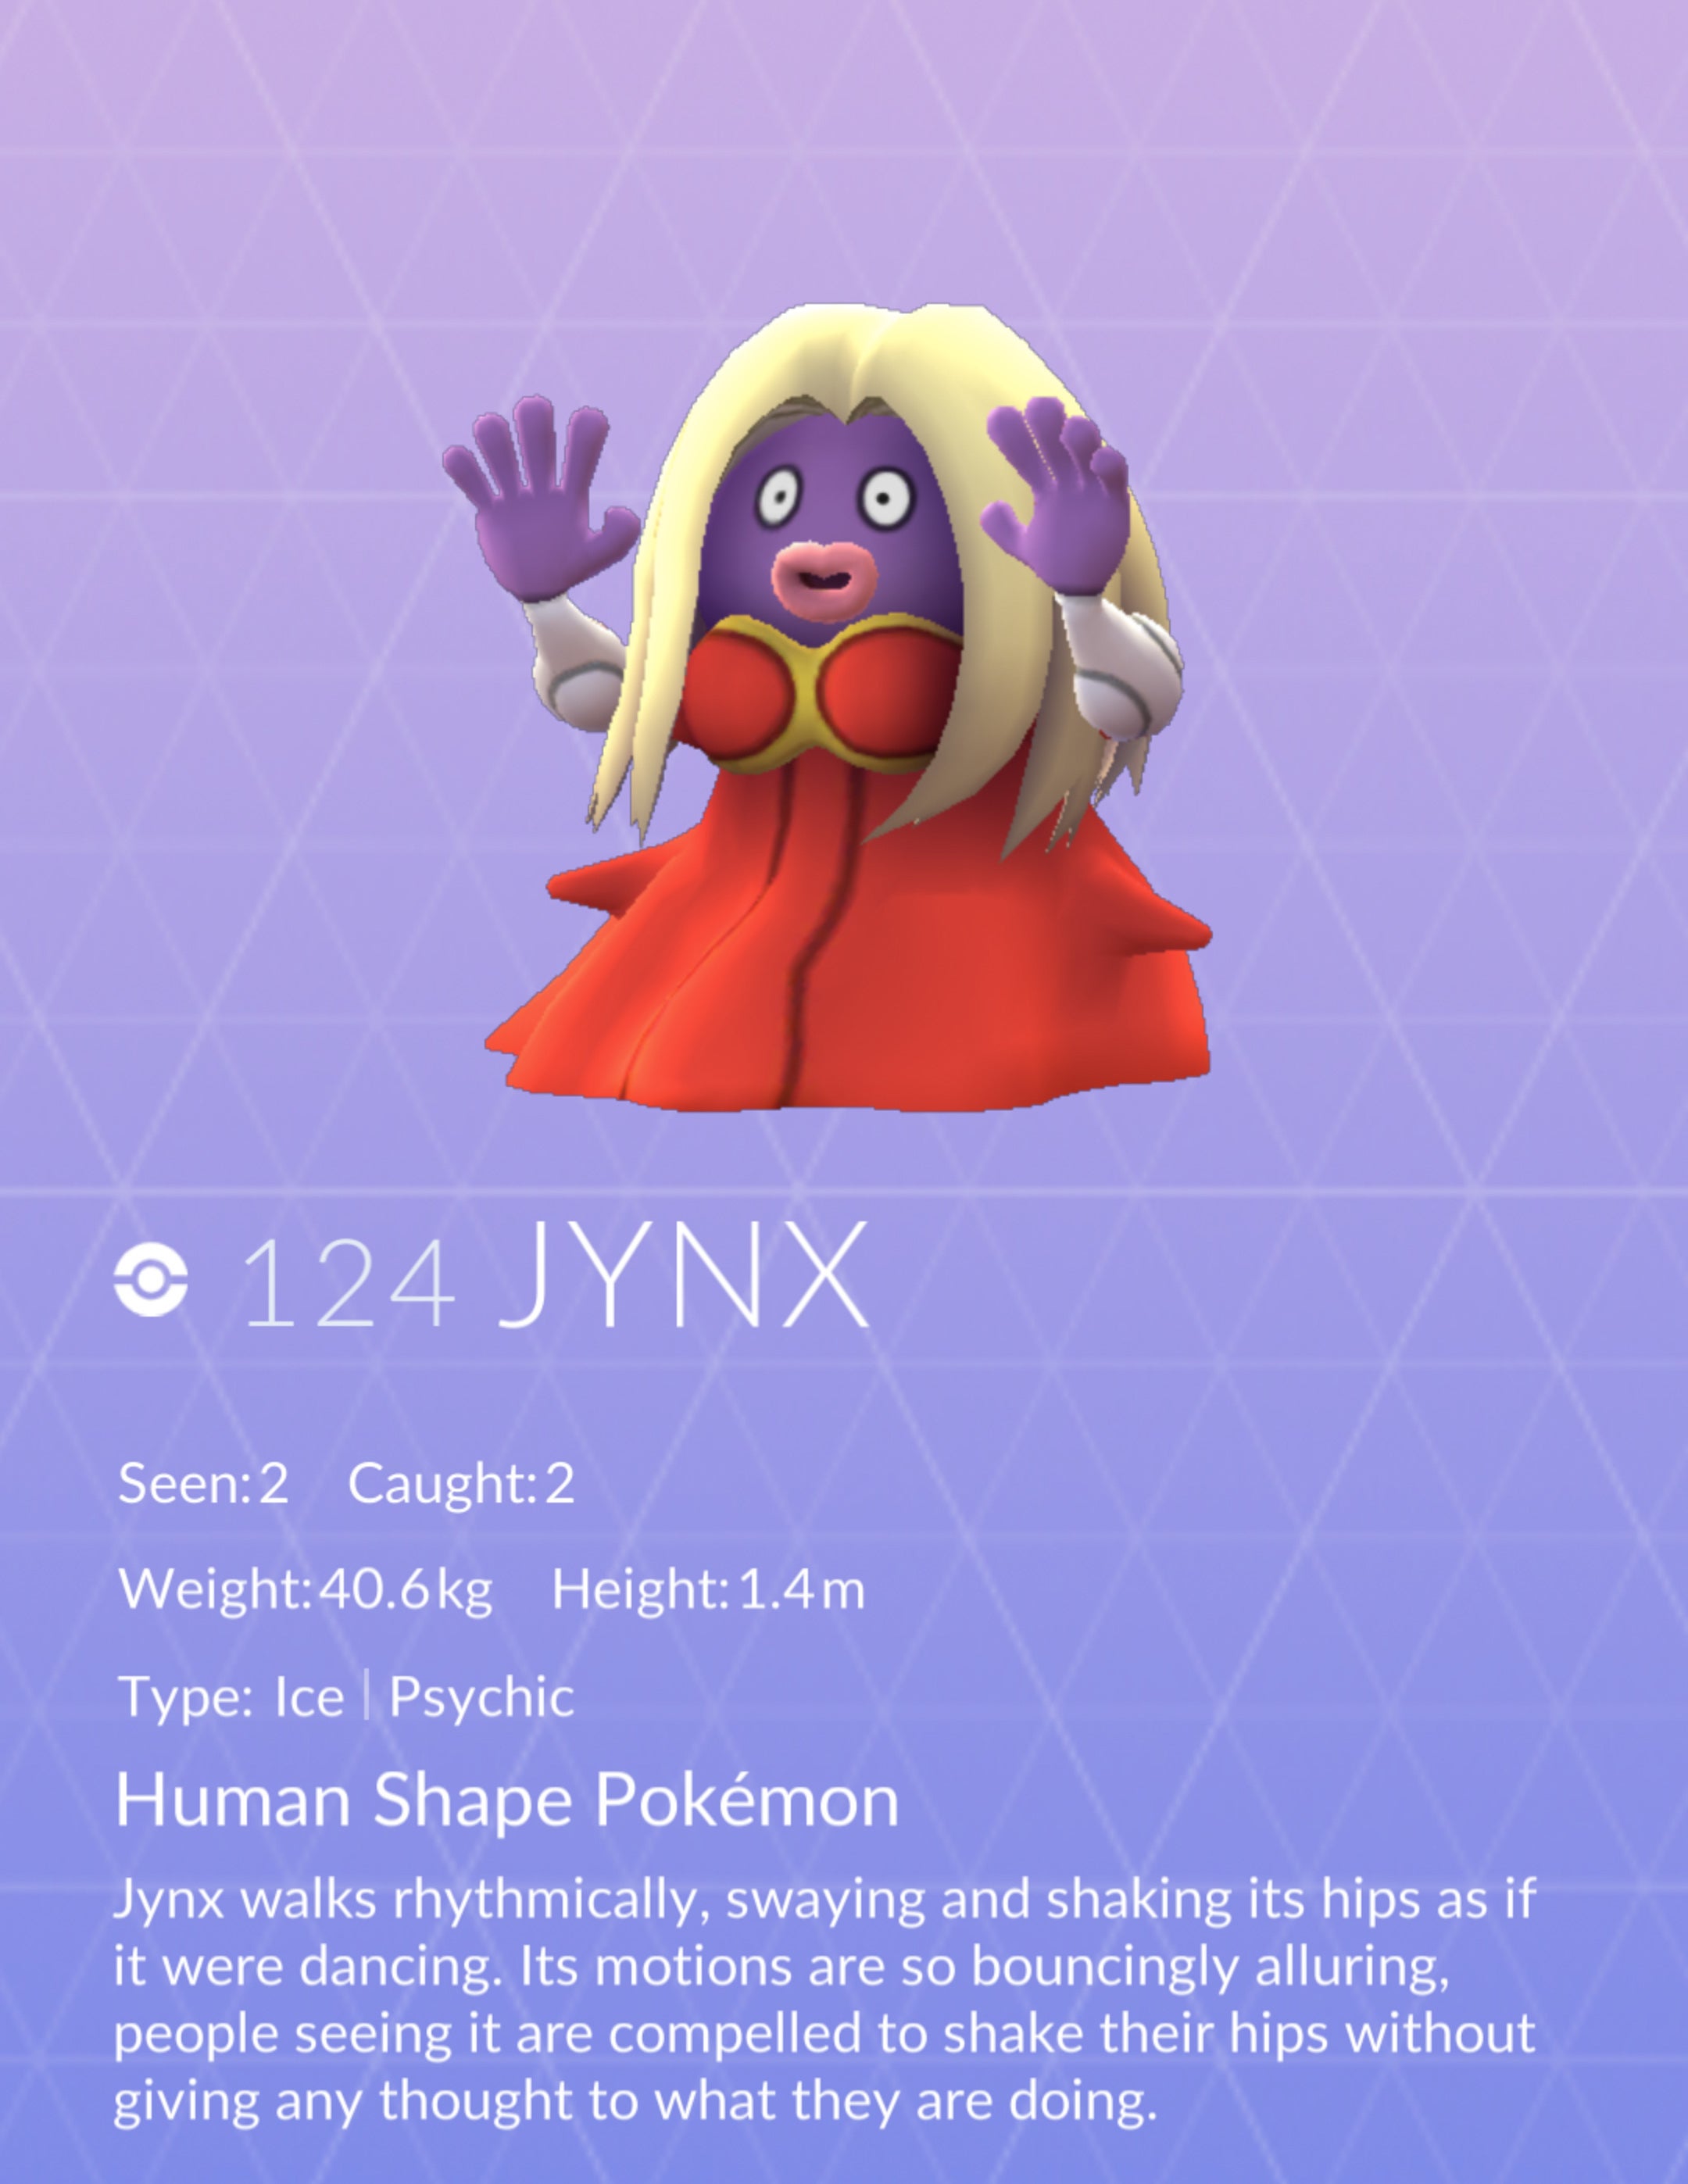 124 JYNX
Seen: 2 Caught: 2
Weight: 40.6 kg Height: 1.4 m
Type: Ice | Psychic
Human Shape Pokémon
Jynx walks rhythmically, swaying and shaking its hips as if
it were dancing. Its motions are so bouncingly alluring,
people seeing it are compelled to shake their hips without
giving any thought to what they are doing.